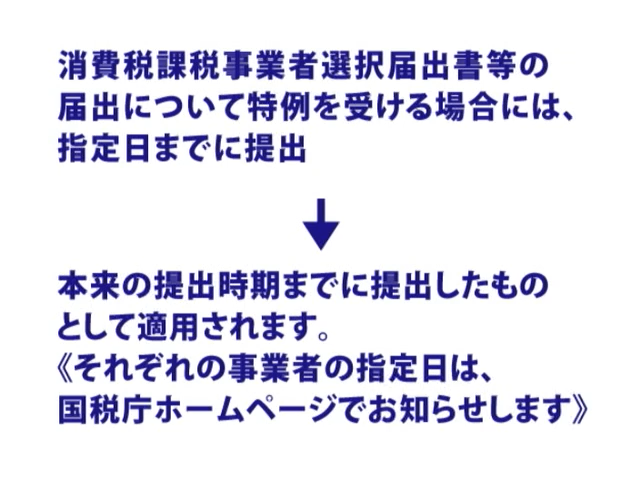 消費税課税事業者選択届出書等の
届出について特例を受ける場合には、
指定日までに提出
本来の提出時期までに提出したもの
として適用されます。
《それぞれの事業者の指定日は、
国税庁ホームページでお知らせします》